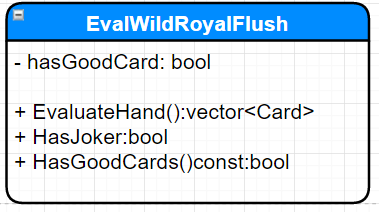 EvalWildRoyalFlush
- hasGoodCard: bool
+ EvaluateHand():vector<Card>
+ HasJoker:bool
+ HasGoodCards()const:bool